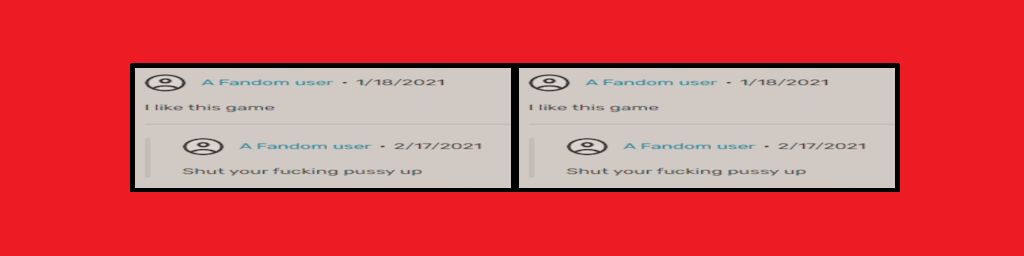 A Fandom user • 1/18/2021
I like this game
A Fandom user • 2/17/2021
Shut your fucking pussy up
A Fandom user • 1/18/2021
I like this game
A Fandom user • 2/17/2021
Shut your fucking pussy up